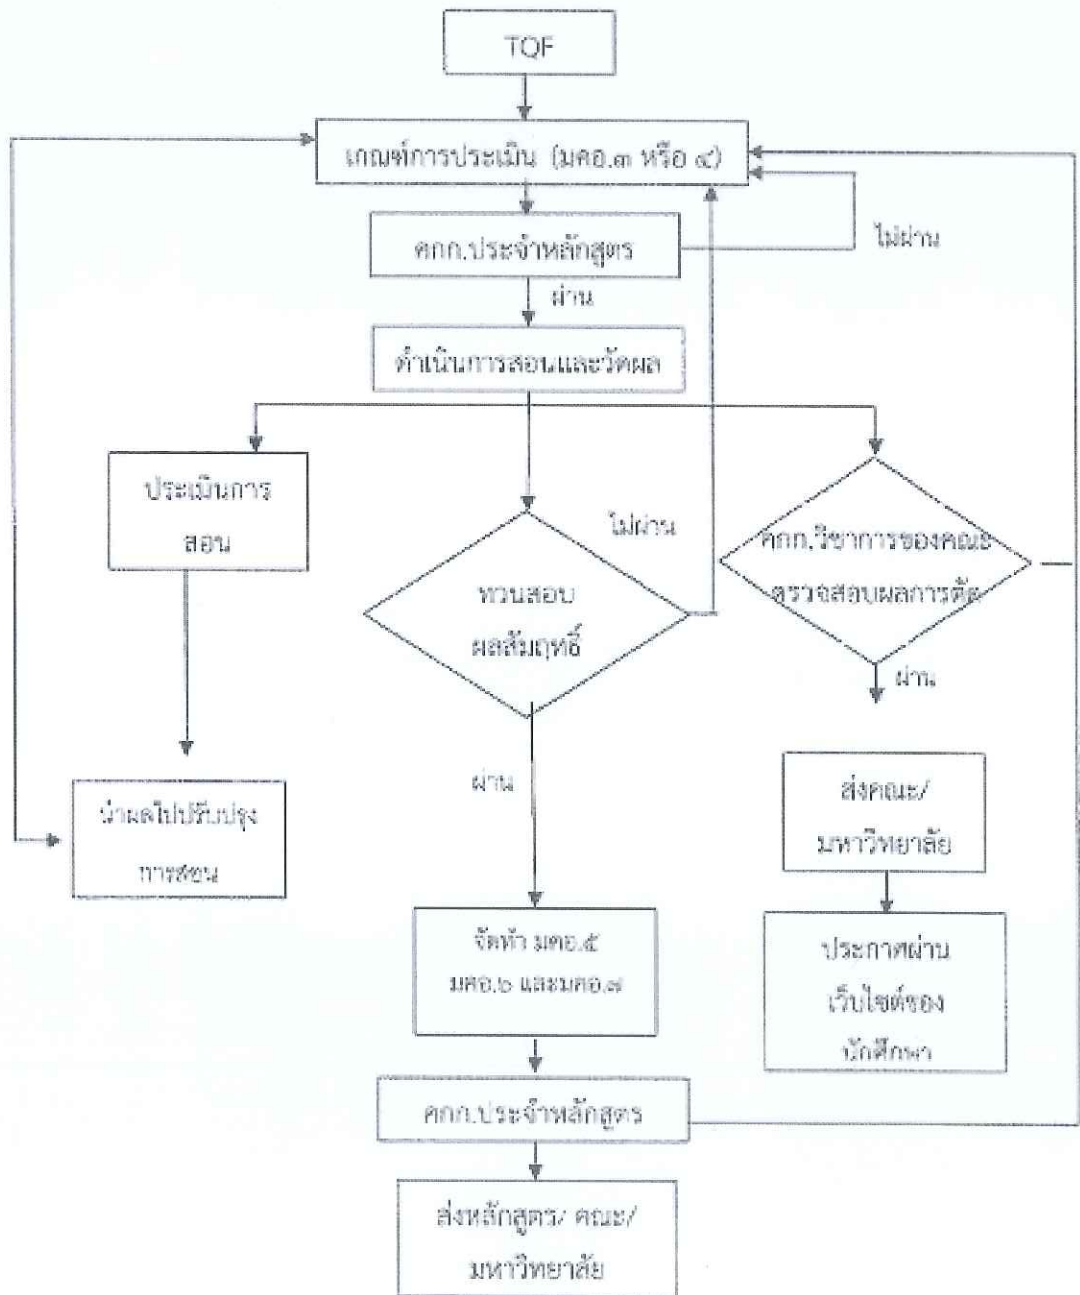 TQF
เกณฑ์การประเมิน (มคอ.๓ หรือ ๔)
คกก.ประจำหลักสูตร
ไม่ผ่าน
ผ่าน
ดำเนินการสอนและวัดผล
ประเมินการ
สอน
ไม่ผ่าน
ทวนสอบ
ผลสัมฤทธิ์
คกก.วิชาการของคณะ
ตรวจสอบผลการตัด
ผ่าน
ผ่าน
นำผลไปปรับปรุง
การสอน
ส่งคณะ/
มหาวิทยาลัย
จัดทำ มคอ.๕
มคอ.๖ และมคอ.๗
ประกาศผ่าน
เว็บไซต์ของ
นักศึกษา
คกก.ประจำหลักสูตร
ส่งหลักสูตร/ คณะ/
มหาวิทยาลัย